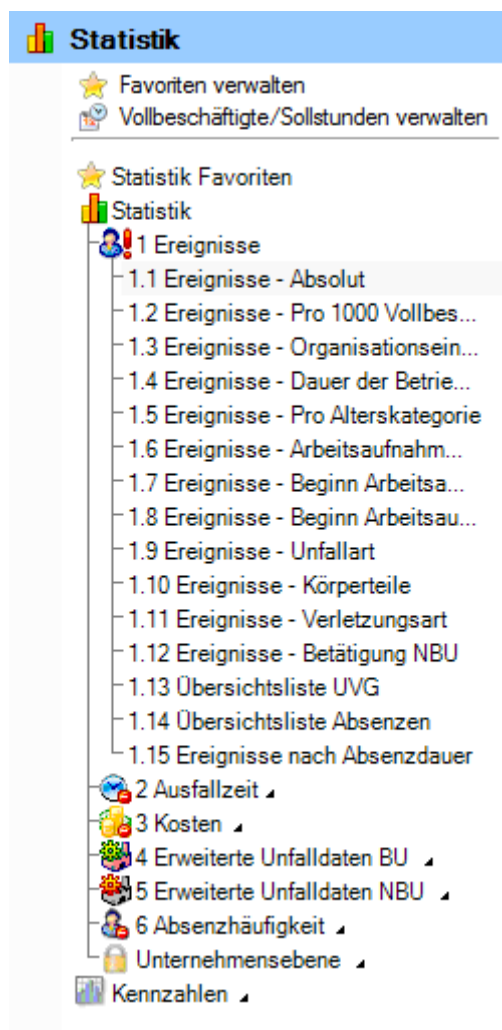 Statistik
Favoriten verwalten
Vollbeschäftigte/Sollstunden verwalten
Statistik Favoriten
Statistik
1 Ereignisse
1.1 Ereignisse - Absolut
1.2 Ereignisse - Pro 1000 Vollbes...
1.3 Ereignisse - Organisationsein...
1.4 Ereignisse - Dauer der Betrie...
1.5 Ereignisse - Pro Alterskategorie
1.6 Ereignisse - Arbeitsaufnahm...
1.7 Ereignisse - Beginn Arbeitsa...
1.8 Ereignisse - Beginn Arbeitsau...
1.9 Ereignisse - Unfallart
1.10 Ereignisse - Körperteile
1.11 Ereignisse - Verletzungsart
1.12 Ereignisse - Betätigung NBU
1.13 Übersichtsliste UVG
1.14 Übersichtsliste Absenzen
1.15 Ereignisse nach Absenzdauer
2 Ausfallzeit
3 Kosten
4 Erweiterte Unfalldaten BU
5 Erweiterte Unfalldaten NBU
6 Absenzhäufigkeit
Unternehmensebene
Kennzahlen